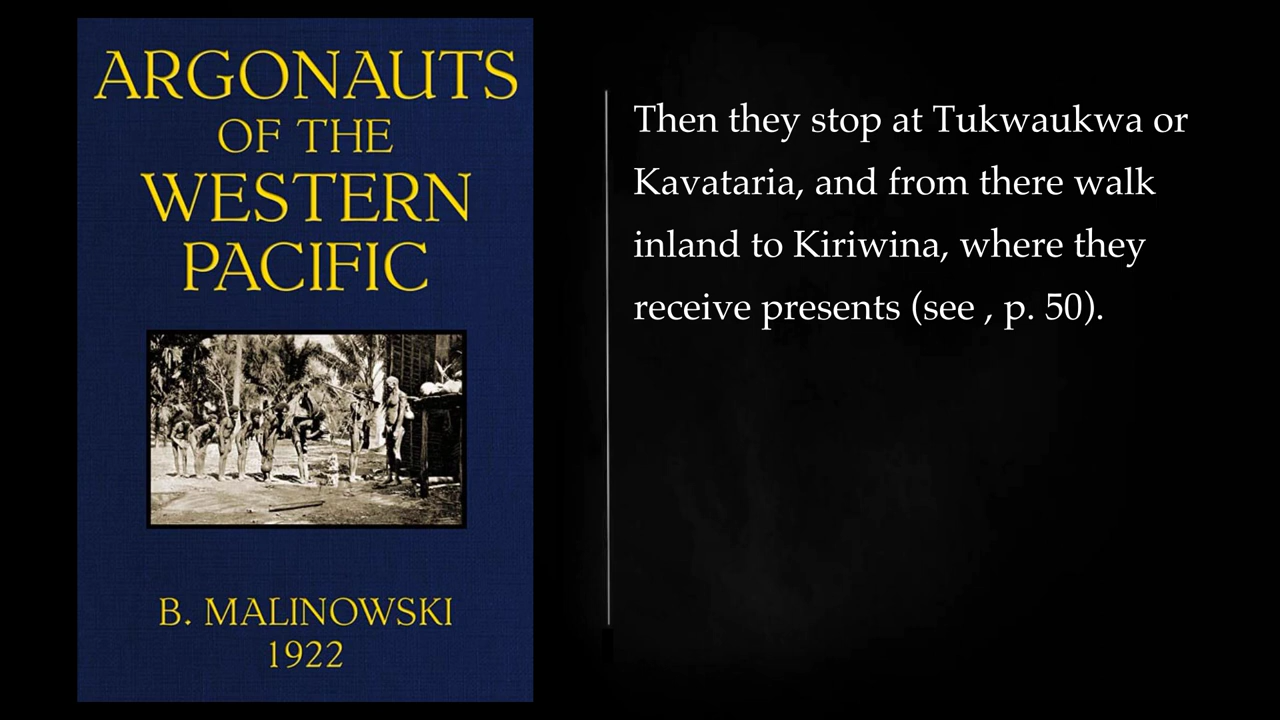 ARGONAUTS
OF THE
WESTERN
PACIFIC
B. MALINOWSKI
1922
Then they stop at Tukwaukwa or
Kavataria, and from there walk
inland to Kiriwina, where they
receive presents (see , p. 50).